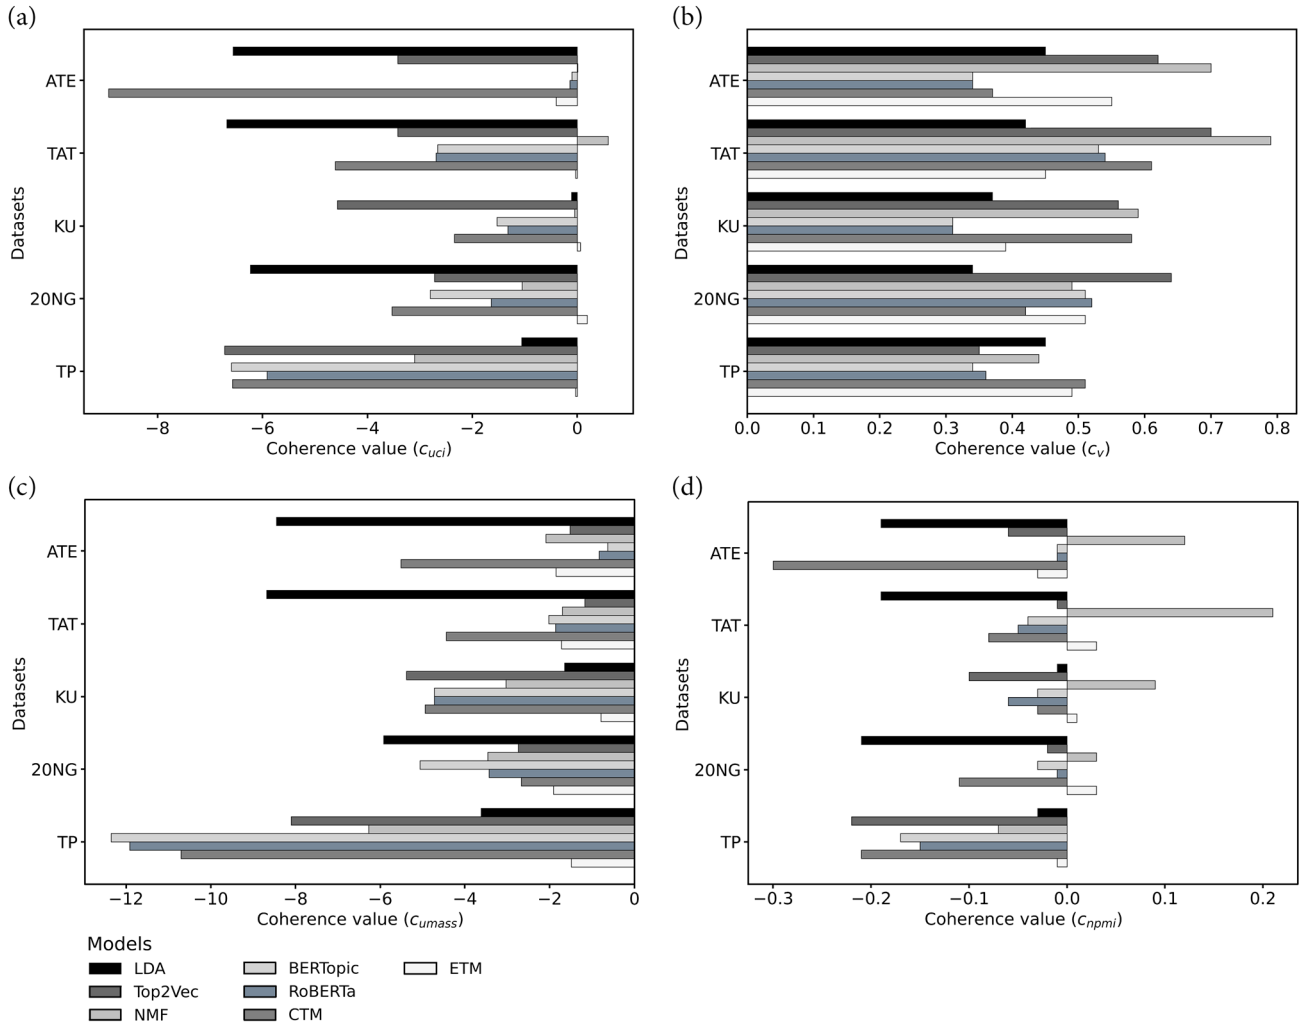 (a)
Datasets
ATE
TAT
KU
20NG
TP
−8 −6 −4 −2 0
Coherence value (c_uci)
(b)
Datasets
ATE
TAT
KU
20NG
TP
0.0 0.1 0.2 0.3 0.4 0.5 0.6 0.7 0.8
Coherence value (c_v)
(c)
Datasets
ATE
TAT
KU
20NG
TP
−12 −10 −8 −6 −4 −2 0
Coherence value (c_umass)
(d)
Datasets
ATE
TAT
KU
20NG
TP
−0.3 −0.2 −0.1 0.0 0.1 0.2
Coherence value (c_npmi)
Models
LDA BERTopic ETM
Top2Vec RoBERTa
NMF CTM